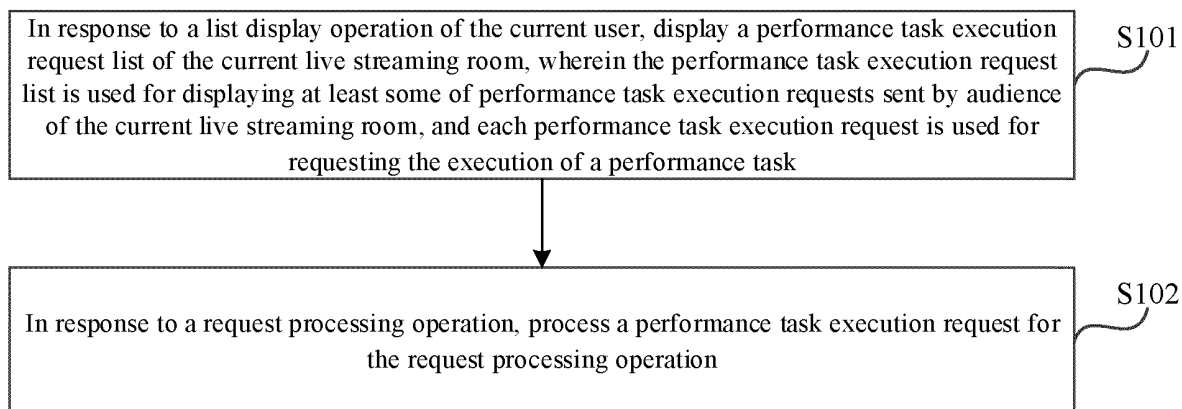 In response to a list display operation of the current user, display a performance task execution
request list of the current live streaming room, wherein the performance task execution request
list is used for displaying at least some of performance task execution requests sent by audience
of the current live streaming room, and each performance task execution request is used for
requesting the execution of a performance task
S101
In response to a request processing operation, process a performance task execution request for
the request processing operation
S102